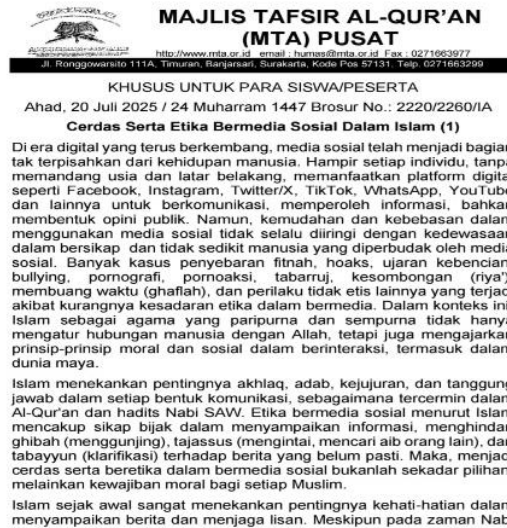 MAJLIS TAFSIR AL-QUR'AN
(MTA) PUSAT
http://www.mta.or.id email : humas@mta.or.id Fax : 0271663977
Jl. Ronggowarsito 111A, Timuran, Banjarsari, Surakarta, Kode Pos 57131. Telp. 0271663299
KHUSUS UNTUK PARA SISWA/PESERTA
Ahad, 20 Juli 2025 / 24 Muharram 1447 Brosur No.: 2220/2260/IA
Cerdas Serta Etika Bermedia Sosial Dalam Islam (1)
Di era digital yang terus berkembang, media sosial telah menjadi bagian
tak terpisahkan dari kehidupan manusia. Hampir setiap individu, tanpa
memandang usia dan latar belakang, memanfaatkan platform digita
seperti Facebook, Instagram, Twitter/X, TikTok, WhatsApp, YouTube
dan lainnya untuk berkomunikasi, memperoleh informasi, bahkan
membentuk opini publik. Namun, kemudahan dan kebebasan dalam
menggunakan media sosial tidak selalu diiringi dengan kedewasaan
dalam bersikap dan tidak sedikit manusia yang diperbudak oleh media
sosial. Banyak kasus penyebaran fitnah, hoaks, ujaran kebencian
bullying, pornografi, pornoaksi, tabarruj, kesombongan (riya')
membuang waktu (ghaflah), dan perilaku tidak etis lainnya yang terjad
akibat kurangnya kesadaran etika dalam bermedia. Dalam konteks ini
Islam sebagai agama yang paripurna dan sempurna tidak hanya
mengatur hubungan manusia dengan Allah, tetapi juga mengajarkan
prinsip-prinsip moral dan sosial dalam berinteraksi, termasuk dalam
dunia maya.
Islam menekankan pentingnya akhlaq, adab, kejujuran, dan tanggung
jawab dalam setiap bentuk komunikasi, sebagaimana tercermin dalam
Al-Qur'an dan hadits Nabi SAW. Etika bermedia sosial menurut Islam
mencakup sikap bijak dalam menyampaikan informasi, menghindar
ghibah (menggunjing), tajassus (mengintai, mencari aib orang lain), dan
tabayyun (klarifikasi) terhadap berita yang belum pasti. Maka, menjad
cerdas serta beretika dalam bermedia sosial bukanlah sekadar pilihan
melainkan kewajiban moral bagi setiap Muslim.
Islam sejak awal sangat menekankan pentingnya kehati-hatian dalam
menyampaikan berita dan menjaga lisan. Meskipun pada zaman Nab